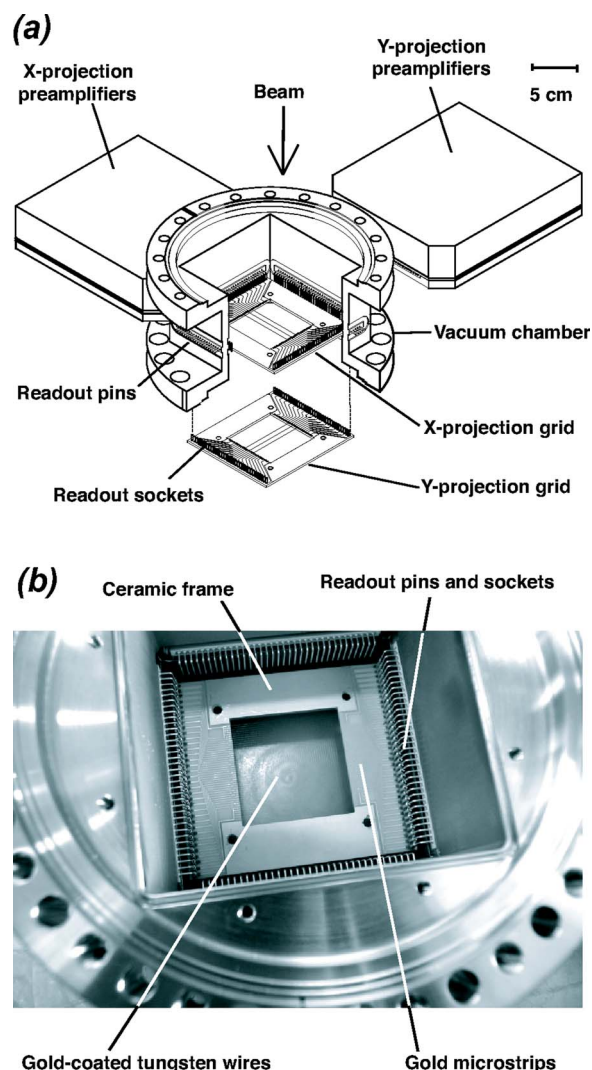 (a)
X-projection
preamplifiers
Beam
Y-projection
preamplifiers
5 cm
Vacuum chamber
Readout pins
X-projection grid
Readout sockets
Y-projection grid
(b)
Ceramic frame
Readout pins and sockets
Gold-coated tungsten wires
Gold microstrips